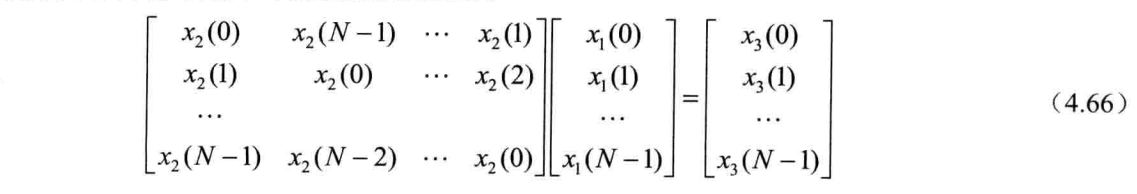 x₂(0) x₂(N−1) ⋯ x₂(1) x₁(0) x₃(0)
x₂(1) x₂(0) ⋯ x₂(2) x₁(1) = x₃(1) （4.66）
⋯ ⋯ ⋯
x₂(N−1) x₂(N−2) ⋯ x₂(0) x₁(N−1) x₃(N−1)